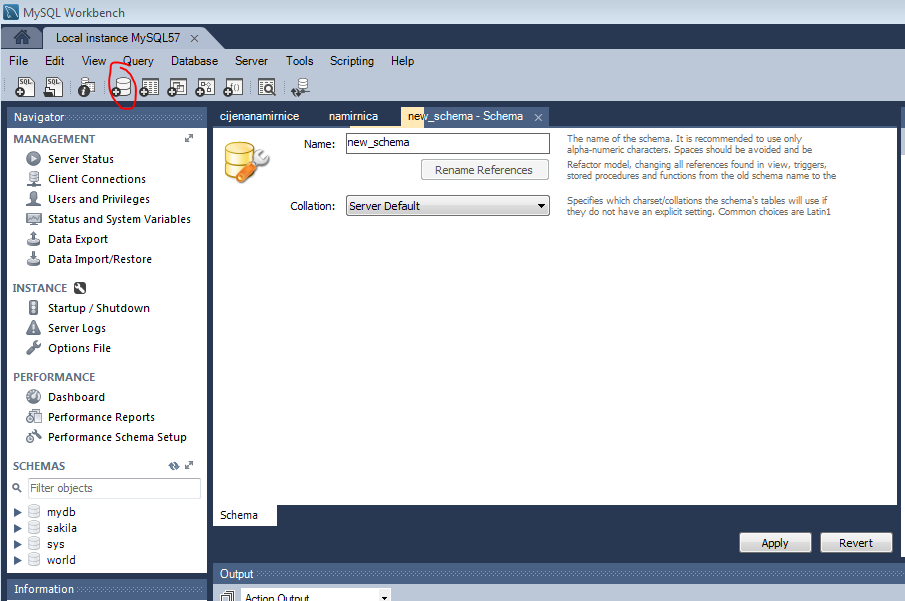 MySQL Workbench
Local instance MySQL57
File Edit View Query Database Server Tools Scripting Help
SQL SQL
Navigator
MANAGEMENT
Server Status
Client Connections
Users and Privileges
Status and System Variables
Data Export
Data Import/Restore
INSTANCE
Startup / Shutdown
Server Logs
Options File
PERFORMANCE
Dashboard
Performance Reports
Performance Schema Setup
SCHEMAS
Filter objects
mydb
sakila
sys
world
Information
cijenanamirnice namirnica new_schema - Schema
Name: new_schema
The name of the schema. It is recommended to use only
alpha-numeric characters. Spaces should be avoided and be
Rename References
Refactor model, changing all references found in view, triggers,
stored procedures and functions from the old schema name to the
Collation: Server Default
Specifies which charset/collations the schema's tables will use if
they do not have an explicit setting. Common choices are Latin1
Schema
Apply Revert
Output
Action Output